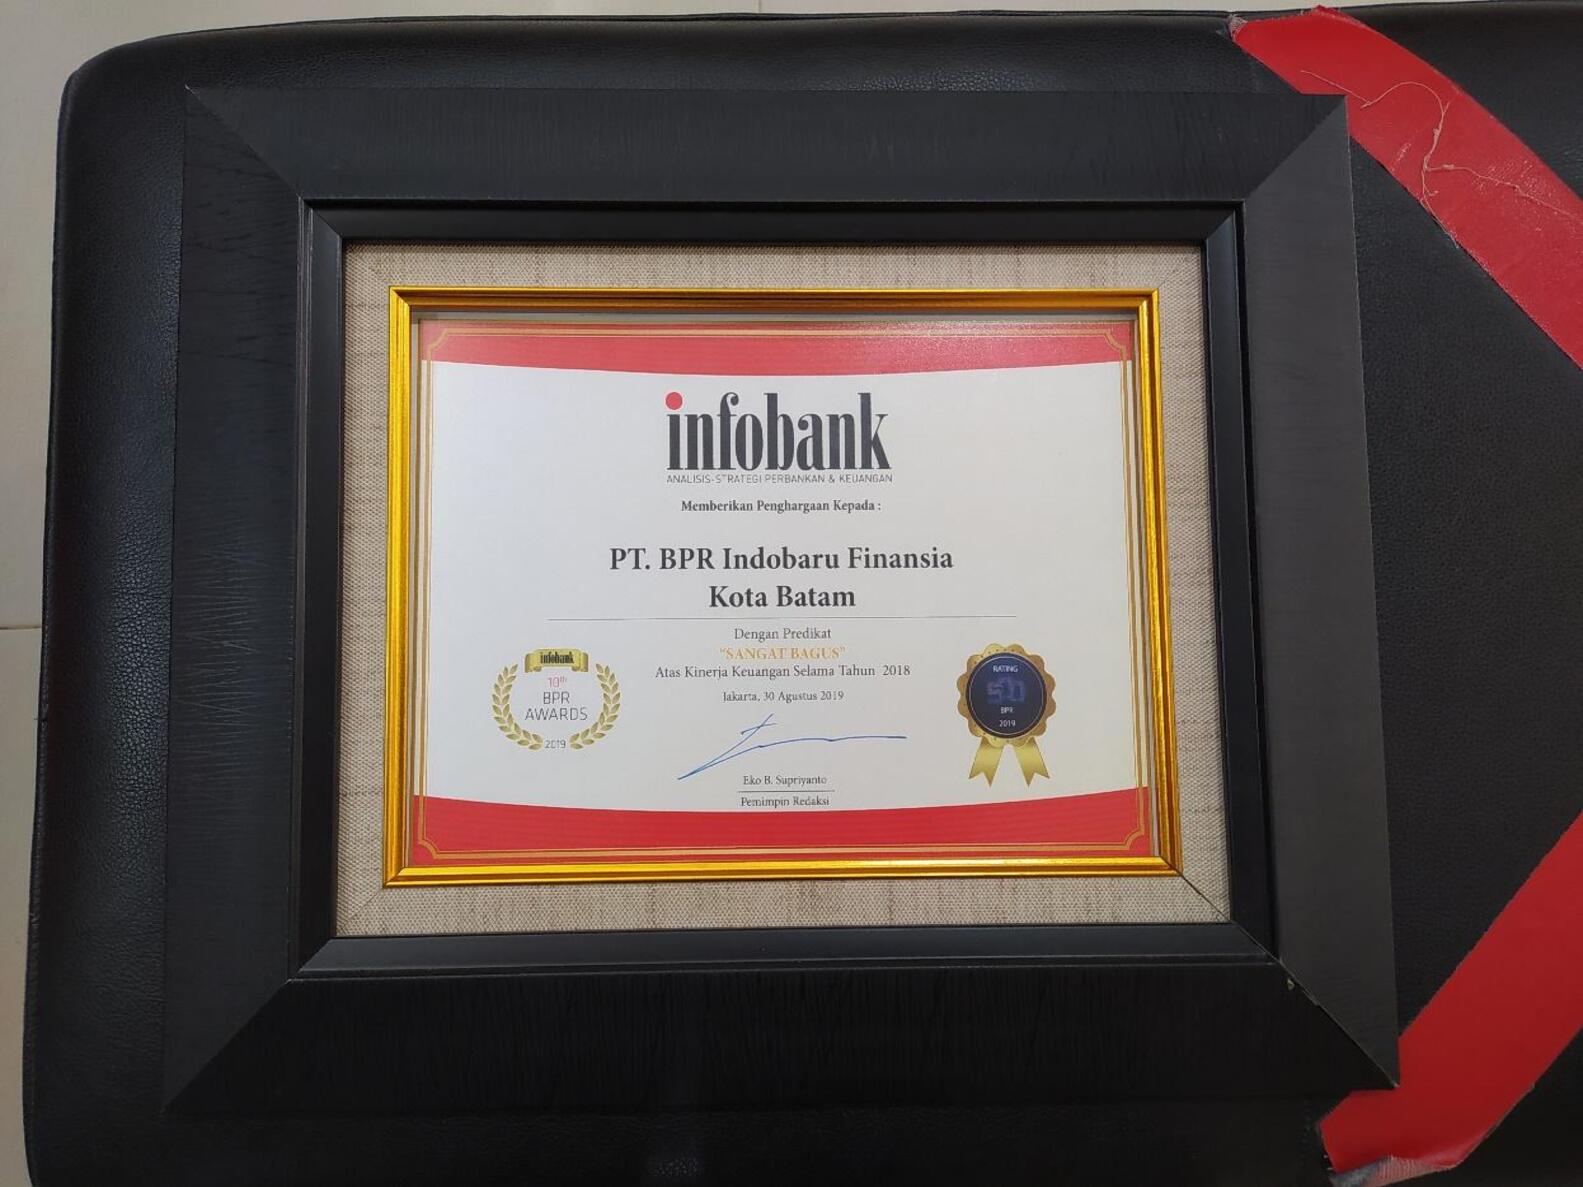 infobank
ANALISIS-STRATEGI PERBANKAN & KEUANGAN
Memberikan Penghargaan Kepada :
PT. BPR Indobaru Finansia
Kota Batam
Dengan Predikat
"SANGAT BAGUS"
Atas Kinerja Keuangan Selama Tahun 2018
Jakarta, 30 Agustus 2019
Eko B. Supriyanto
Pemimpin Redaksi
infobank
10th
BPR
AWARDS
2019
RATING
BPR
2019